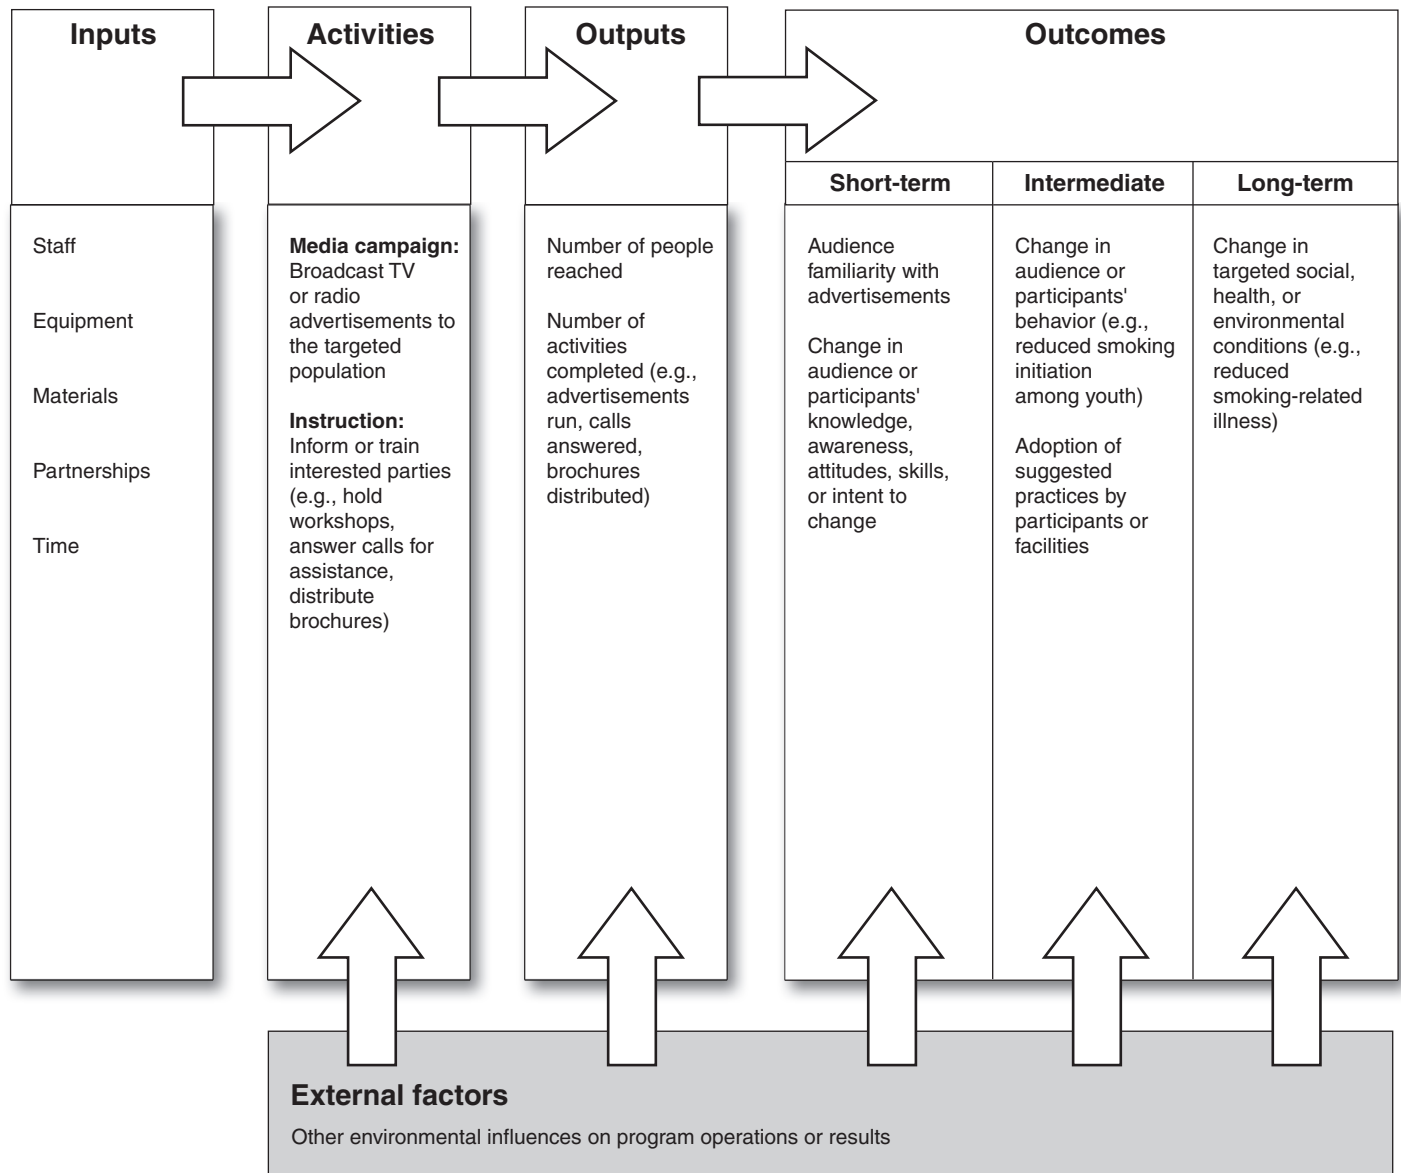 Inputs
Activities
Outputs
Outcomes
Short-term
Intermediate
Long-term
Staff
Equipment
Materials
Partnerships
Time
Media campaign:
Broadcast TV
or radio
advertisements to
the targeted
population
Instruction:
Inform or train
interested parties
(e.g., hold
workshops,
answer calls for
assistance,
distribute
brochures)
Number of people
reached
Number of
activities
completed (e.g.,
advertisements
run, calls
answered,
brochures
distributed)
Audience
familiarity with
advertisements
Change in
audience or
participants'
knowledge,
awareness,
attitudes, skills,
or intent to
change
Change in
audience or
participants'
behavior (e.g.,
reduced smoking
initiation
among youth)
Adoption of
suggested
practices by
participants or
facilities
Change in
targeted social,
health, or
environmental
conditions (e.g.,
reduced
smoking-related
illness)
External factors
Other environmental influences on program operations or results